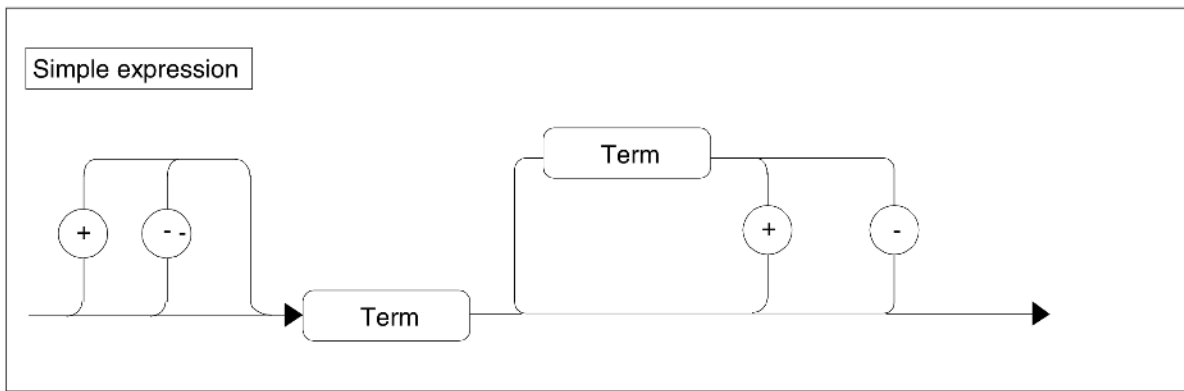 Simple expression
Term
+ - - + -
Term